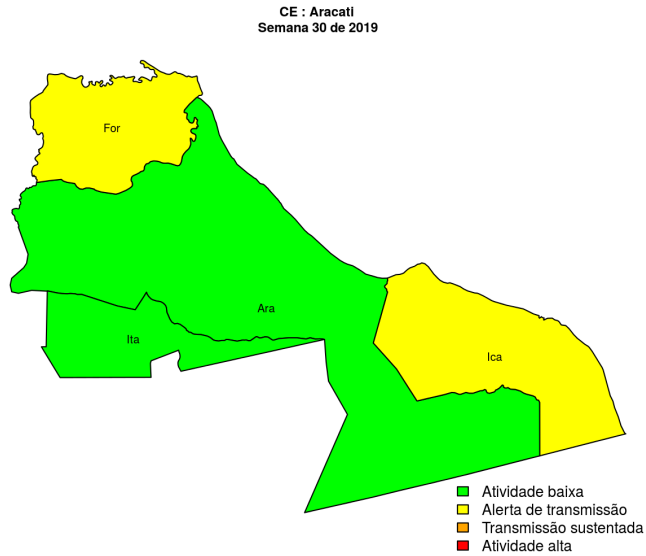 CE : Aracati
Semana 30 de 2019
For
Ara
Ita
Ica
Atividade baixa
Alerta de transmissão
Transmissão sustentada
Atividade alta